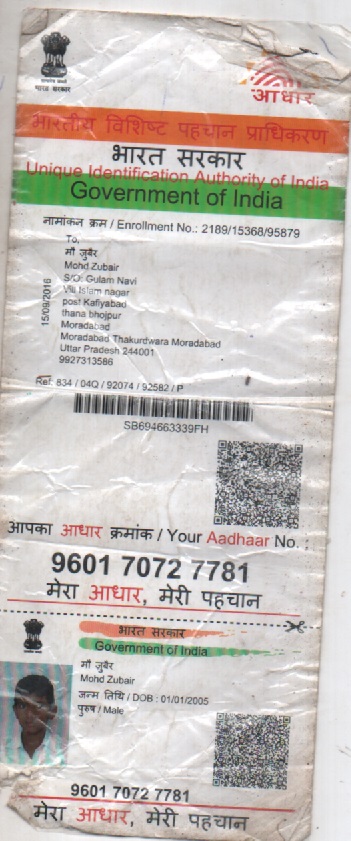 भारत सरकार
आधार
भारतीय विशिष्ट पहचान प्राधिकरण
भारत सरकार
Unique Identification Authority of India
Government of India
नामांकन क्रम / Enrollment No.: 2189/15368/95879
15/09/2016
To,
मौ जुबैर
Mohd Zubair
S/O: Gulam Navi
Vill Islam nagar
post Kafiyabad
thana bhojpur
Moradabad
Moradabad Thakurdwara Moradabad
Uttar Pradesh 244001
9927313586
Ref: 834 / 04Q / 92074 / 92582 / P
SB694663339FH
आपका आधार क्रमांक / Your Aadhaar No. :
9601 7072 7781
मेरा आधार, मेरी पहचान
भारत सरकार
Government of India
मौ जुबैर
Mohd Zubair
जन्म तिथि / DOB : 01/01/2005
पुरुष / Male
9601 7072 7781
मेरा आधार, मेरी पहचान